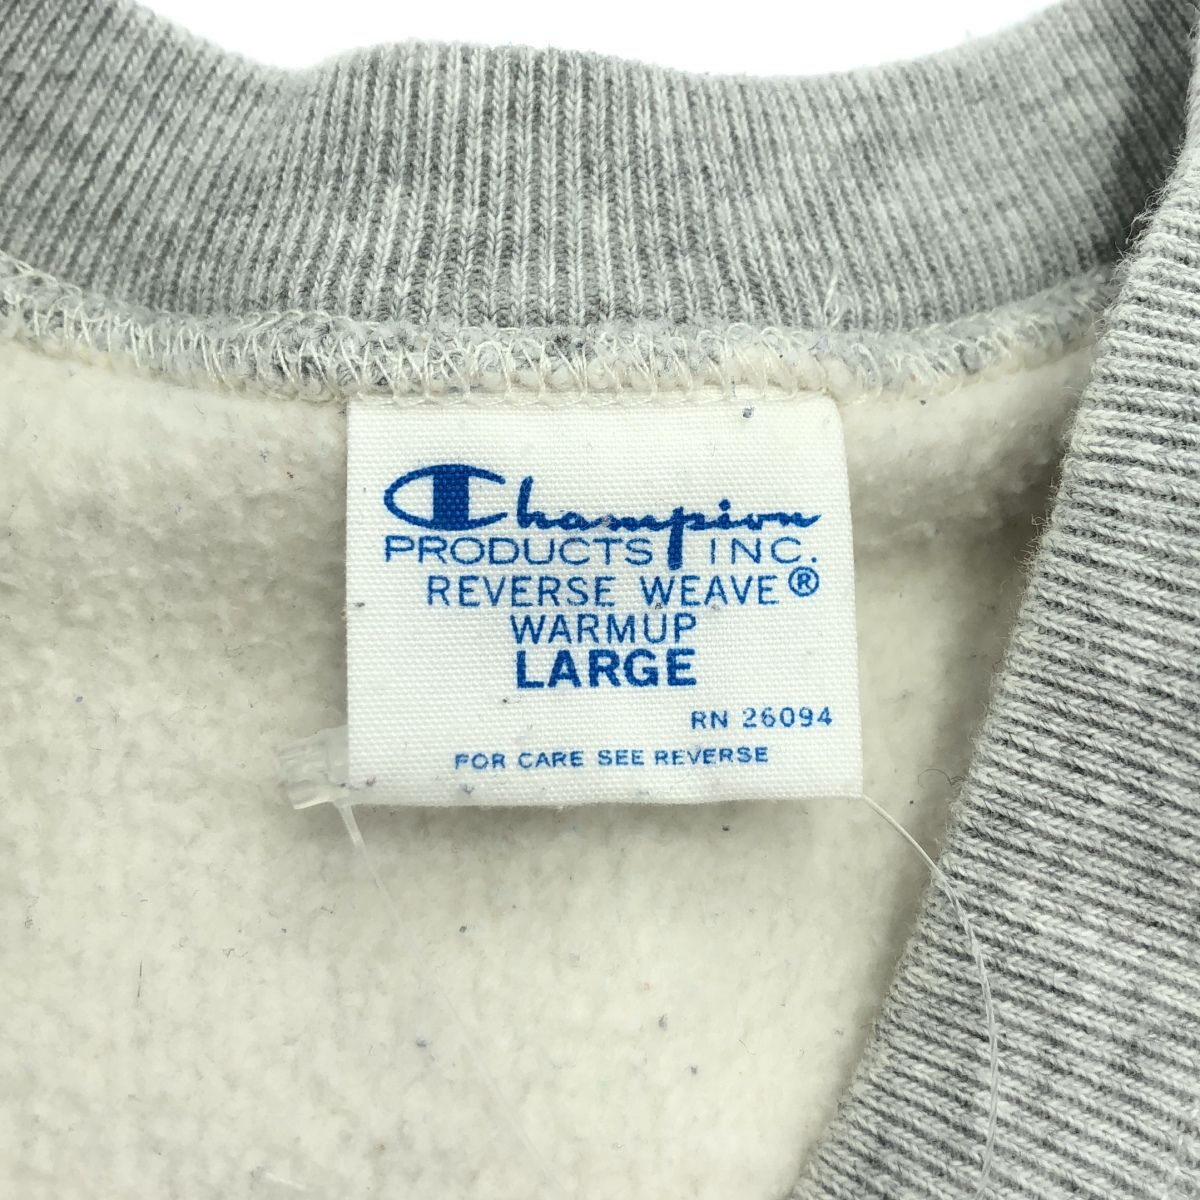 Champion
PRODUCTS INC.
REVERSE WEAVE®
WARMUP
LARGE
RN 26094
FOR CARE SEE REVERSE